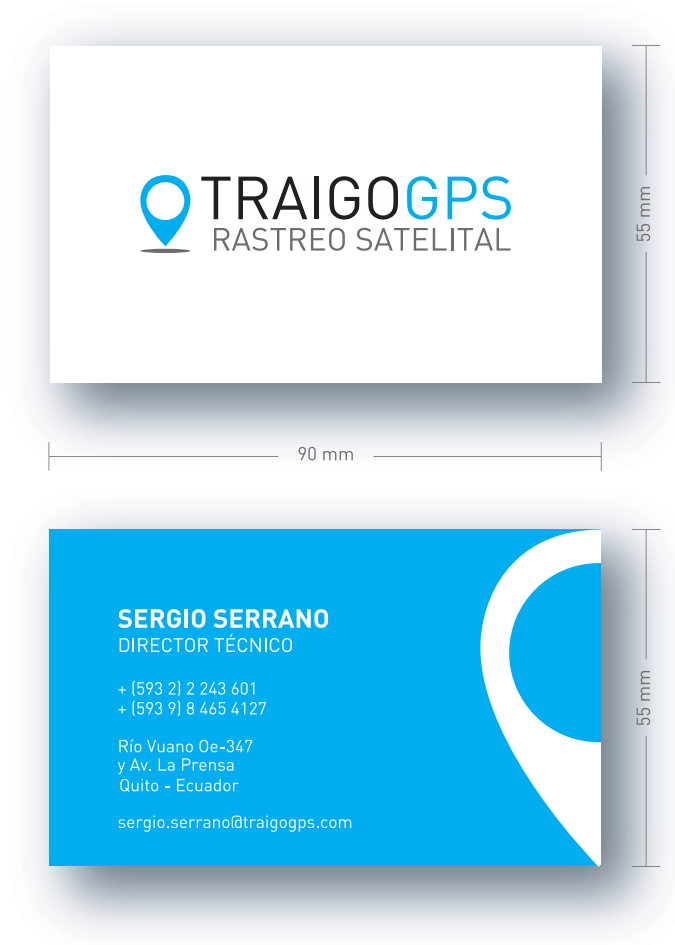 TRAIGOGPS
RASTREO SATELITAL
55 mm
90 mm
SERGIO SERRANO
DIRECTOR TÉCNICO
+ (593 2) 2 243 601
+ (593 9) 8 465 4127
Río Vuano Oe-347
y Av. La Prensa
Quito - Ecuador
sergio.serrano@traigogps.com
55 mm